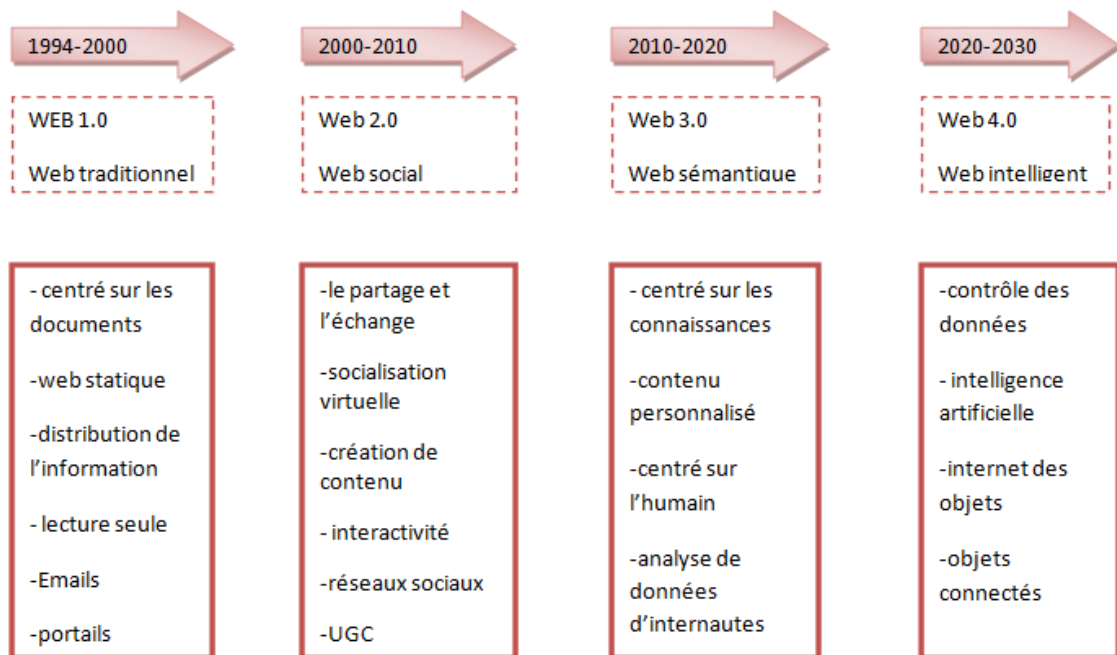 1994-2000
2000-2010
2010-2020
2020-2030
WEB 1.0
Web traditionnel
Web 2.0
Web social
Web 3.0
Web sémantique
Web 4.0
Web intelligent
- centré sur les
documents
-web statique
-distribution de
l’information
- lecture seule
-Emails
-portails
-le partage et
l’échange
-socialisation
virtuelle
-création de
contenu
- interactivité
-réseaux sociaux
-UGC
- centré sur les
connaissances
-contenu
personnalisé
-centré sur
l’humain
-analyse de
données
d’internautes
-contrôle des
données
- intelligence
artificielle
-internet des
objets
-objets
connectés